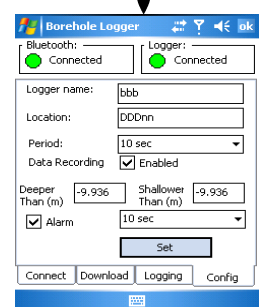 Borehole Logger
ok
Bluetooth: Logger:
Connected Connected
Logger name: bbb
Location: DDDnn
Period: 10 sec
Data Recording Enabled
Deeper Than (m) -9.936 Shallower Than (m) -9.936
Alarm 10 sec
Set
Connect Download Logging Config